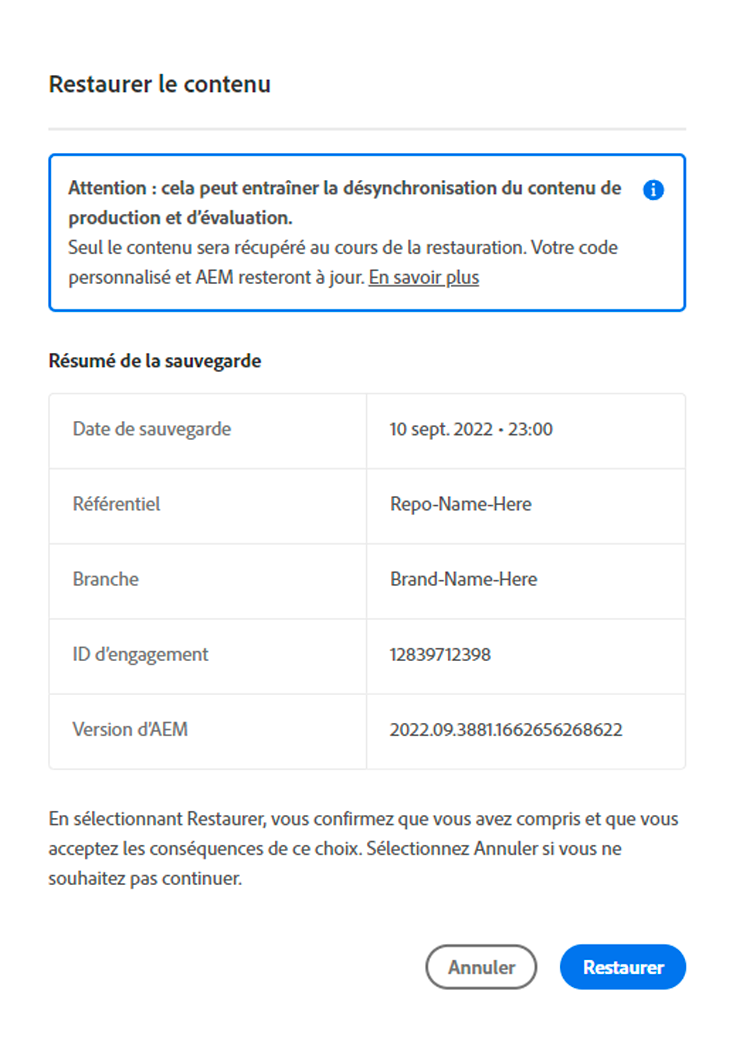 Restaurer le contenu
Attention : cela peut entraîner la désynchronisation du contenu de
production et d’évaluation.
Seul le contenu sera récupéré au cours de la restauration. Votre code
personnalisé et AEM resteront à jour. En savoir plus
Résumé de la sauvegarde
Date de sauvegarde 10 sept. 2022 • 23:00
Référentiel Repo-Name-Here
Branche Brand-Name-Here
ID d’engagement 12839712398
Version d’AEM 2022.09.3881.1662656268622
En sélectionnant Restaurer, vous confirmez que vous avez compris et que vous
acceptez les conséquences de ce choix. Sélectionnez Annuler si vous ne
souhaitez pas continuer.
Annuler Restaurer